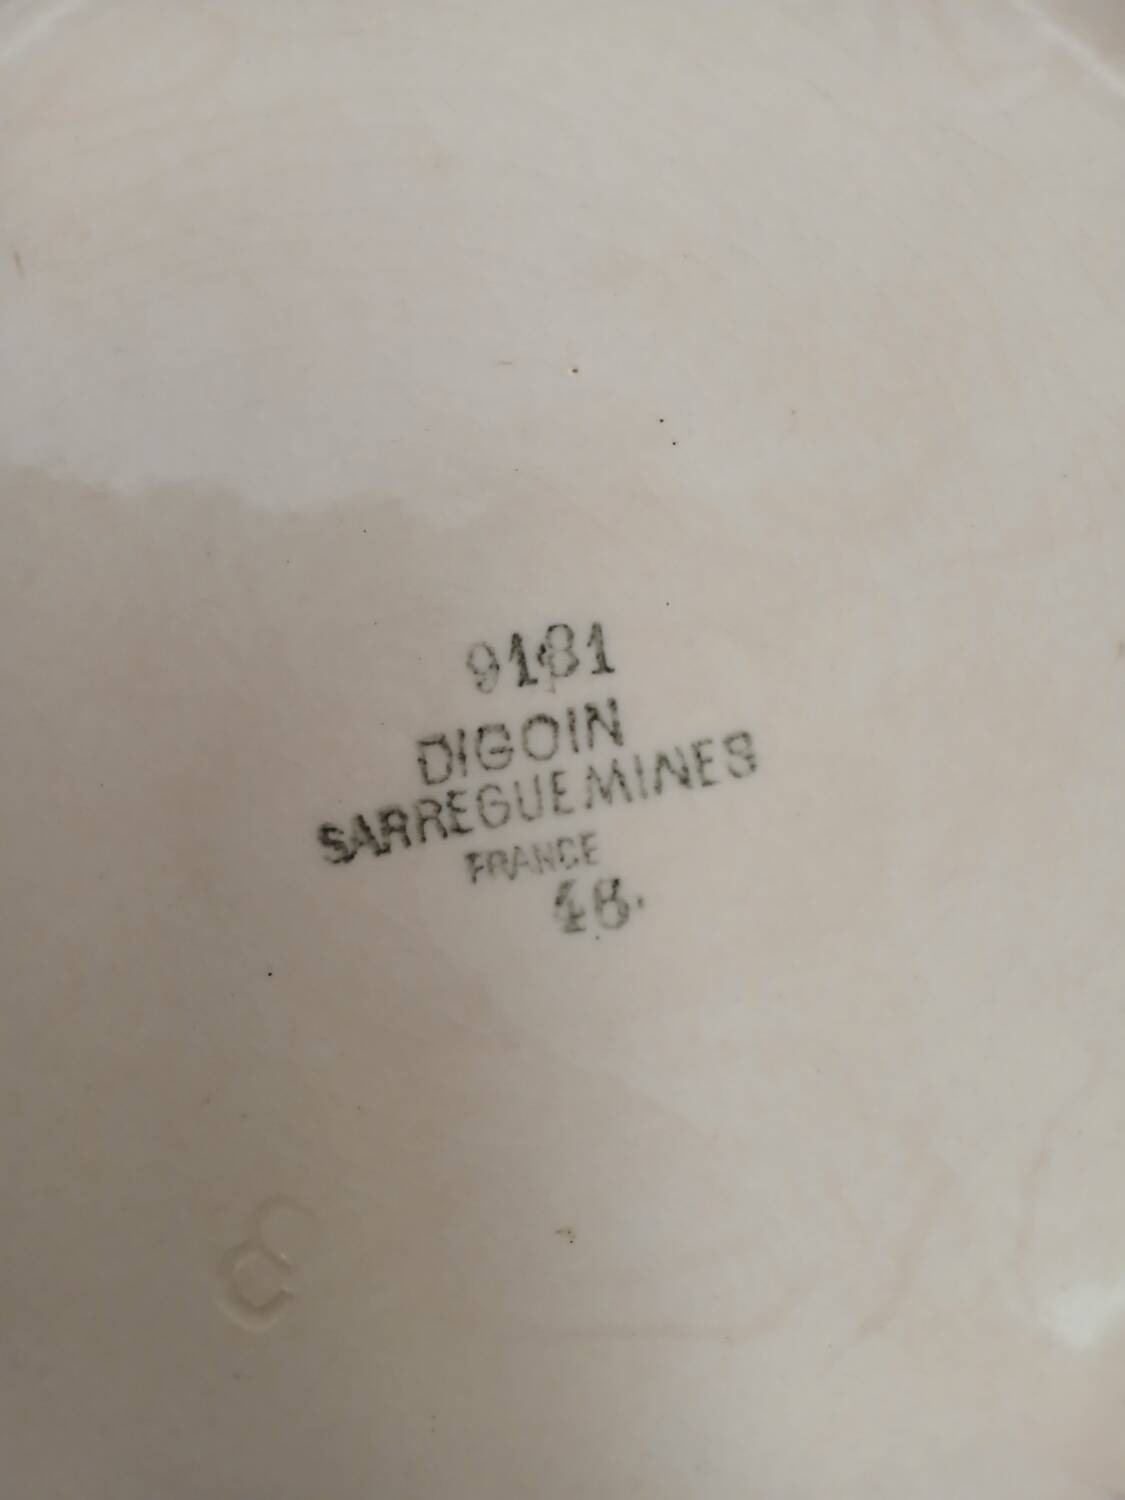 9181
DIGOIN
SARREGUEMINES
FRANCE
48.